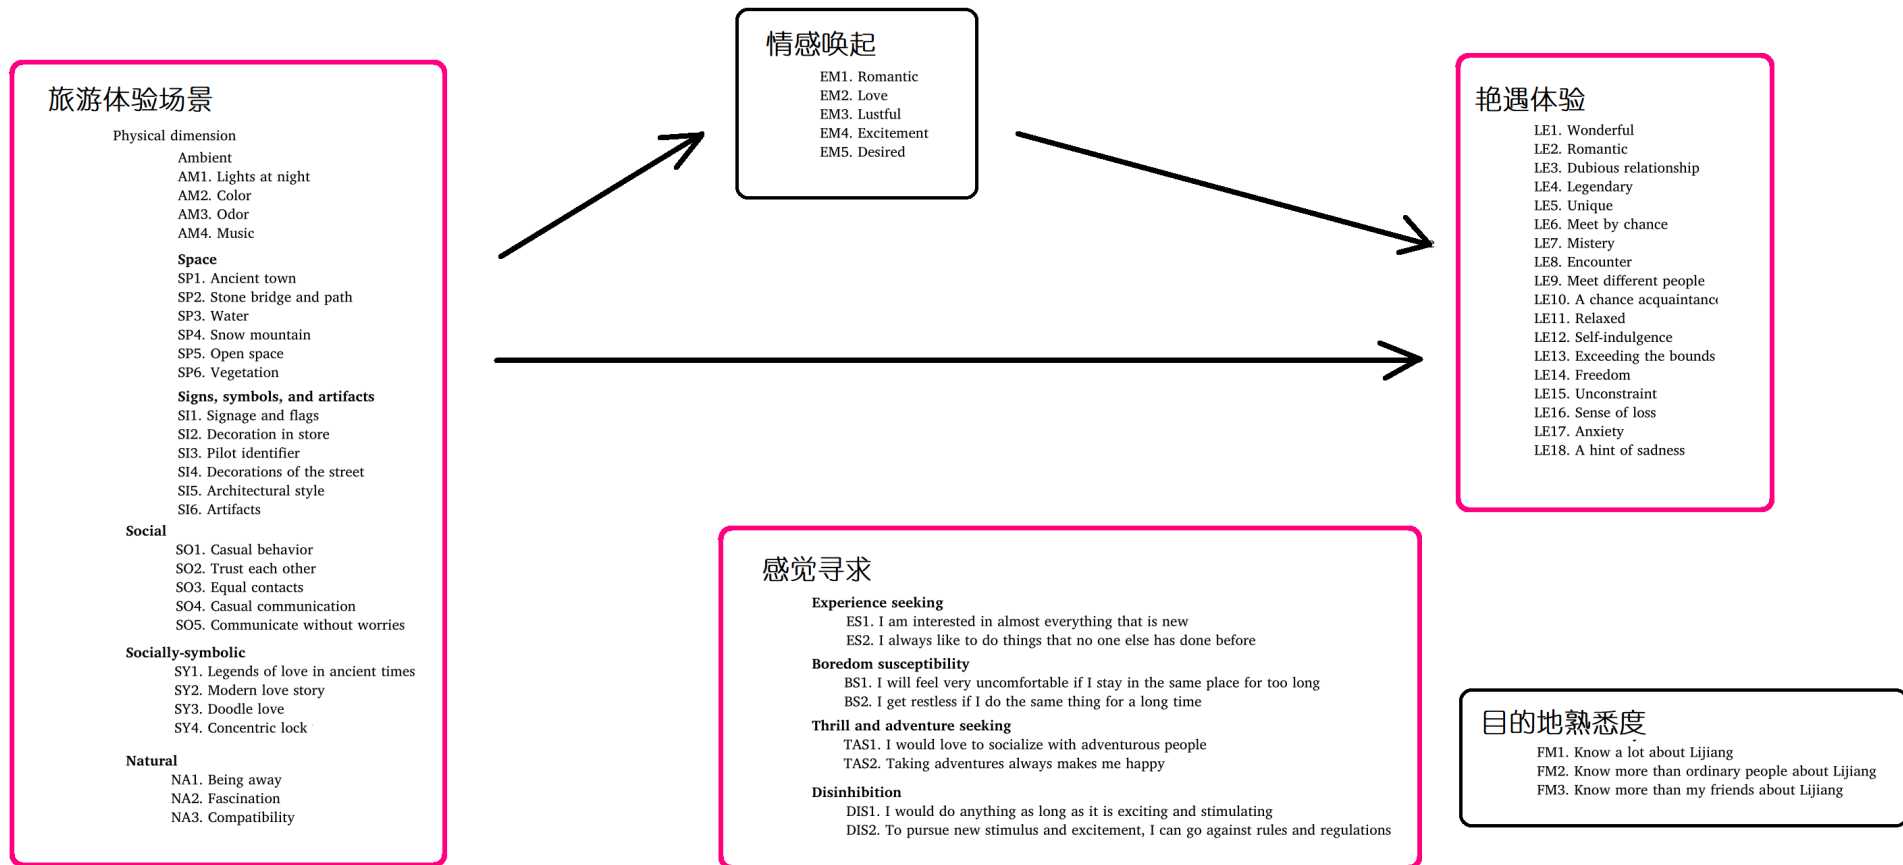 旅游体验场景
Physical dimension
Ambient
AM1. Lights at night
AM2. Color
AM3. Odor
AM4. Music
Space
SP1. Ancient town
SP2. Stone bridge and path
SP3. Water
SP4. Snow mountain
SP5. Open space
SP6. Vegetation
Signs, symbols, and artifacts
SI1. Signage and flags
SI2. Decoration in store
SI3. Pilot identifier
SI4. Decorations of the street
SI5. Architectural style
SI6. Artifacts
Social
SO1. Casual behavior
SO2. Trust each other
SO3. Equal contacts
SO4. Casual communication
SO5. Communicate without worries
Socially-symbolic
SY1. Legends of love in ancient times
SY2. Modern love story
SY3. Doodle love
SY4. Concentric lock
Natural
NA1. Being away
NA2. Fascination
NA3. Compatibility
情感唤起
EM1. Romantic
EM2. Love
EM3. Lustful
EM4. Excitement
EM5. Desired
艳遇体验
LE1. Wonderful
LE2. Romantic
LE3. Dubious relationship
LE4. Legendary
LE5. Unique
LE6. Meet by chance
LE7. Mistery
LE8. Encounter
LE9. Meet different people
LE10. A chance acquaintanc
LE11. Relaxed
LE12. Self-indulgence
LE13. Exceeding the bounds
LE14. Freedom
LE15. Unconstraint
LE16. Sense of loss
LE17. Anxiety
LE18. A hint of sadness
感觉寻求
Experience seeking
ES1. I am interested in almost everything that is new
ES2. I always like to do things that no one else has done before
Boredom susceptibility
BS1. I will feel very uncomfortable if I stay in the same place for too long
BS2. I get restless if I do the same thing for a long time
Thrill and adventure seeking
TAS1. I would love to socialize with adventurous people
TAS2. Taking adventures always makes me happy
Disinhibition
DIS1. I would do anything as long as it is exciting and stimulating
DIS2. To pursue new stimulus and excitement, I can go against rules and regulations
目的地熟悉度
FM1. Know a lot about Lijiang
FM2. Know more than ordinary people about Lijiang
FM3. Know more than my friends about Lijiang